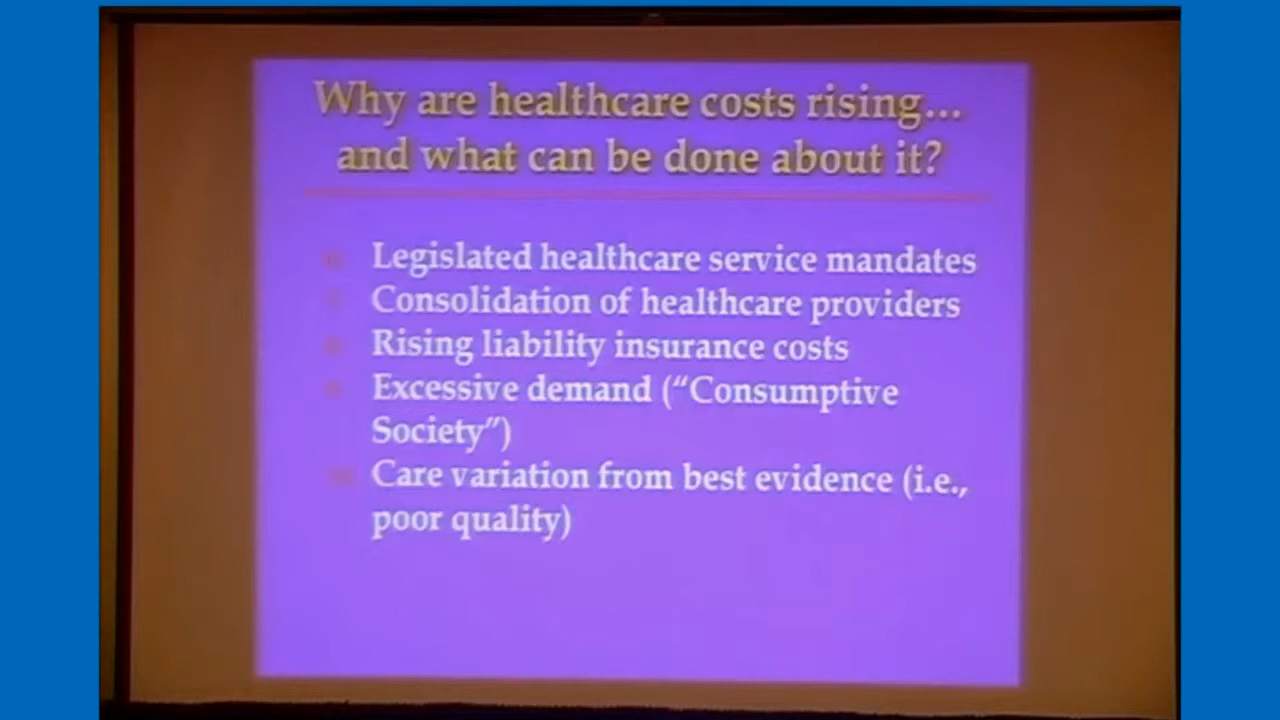 Why are healthcare costs rising...
and what can be done about it?
Legislated healthcare service mandates
Consolidation of healthcare providers
Rising liability insurance costs
Excessive demand (“Consumptive
Society”)
Care variation from best evidence (i.e.,
poor quality)